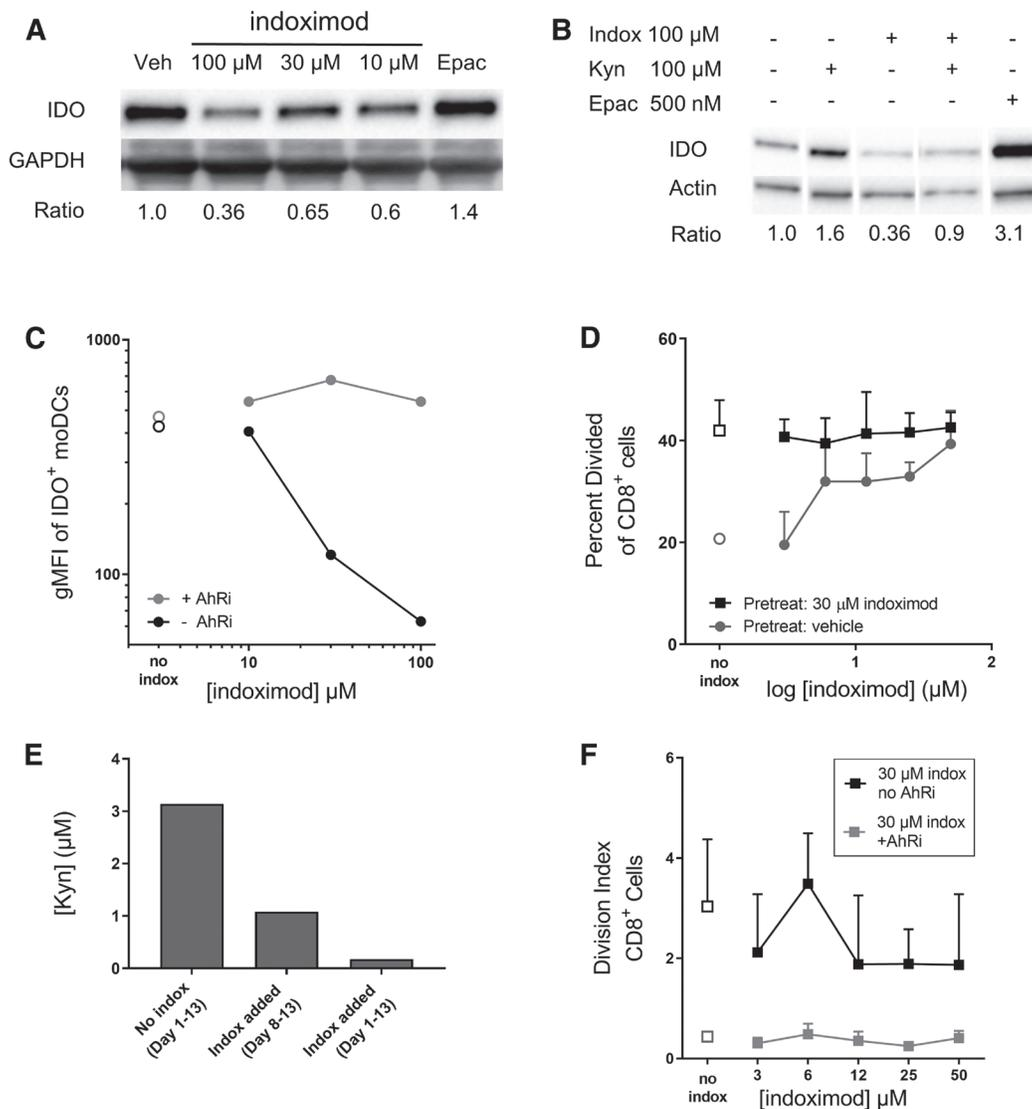 A
indoximod
Veh 100 µM 30 µM 10 µM Epac
IDO
GAPDH
Ratio 1.0 0.36 0.65 0.6 1.4
B
Indox 100 µM - - + + -
Kyn 100 µM - + - + -
Epac 500 nM - - - - +
IDO
Actin
Ratio 1.0 1.6 0.36 0.9 3.1
C
gMFI of IDO⁺ moDCs
1000
100
+ AhRi
- AhRi
no indox
10 100
[indoximod] µM
D
Percent Divided
of CD8⁺ cells
60
40
20
0
Pretreat: 30 µM indoximod
Pretreat: vehicle
no indox
1 2
log [indoximod] (µM)
E
[Kyn] (µM)
4
3
2
1
0
No indox
(Day 1-13)
Indox added
(Day 8-13)
Indox added
(Day 1-13)
F
Division Index
CD8⁺ Cells
6
4
2
0
30 µM indox
no AhRi
30 µM indox
+AhRi
no indox
3 6 12 25 50
[indoximod] µM